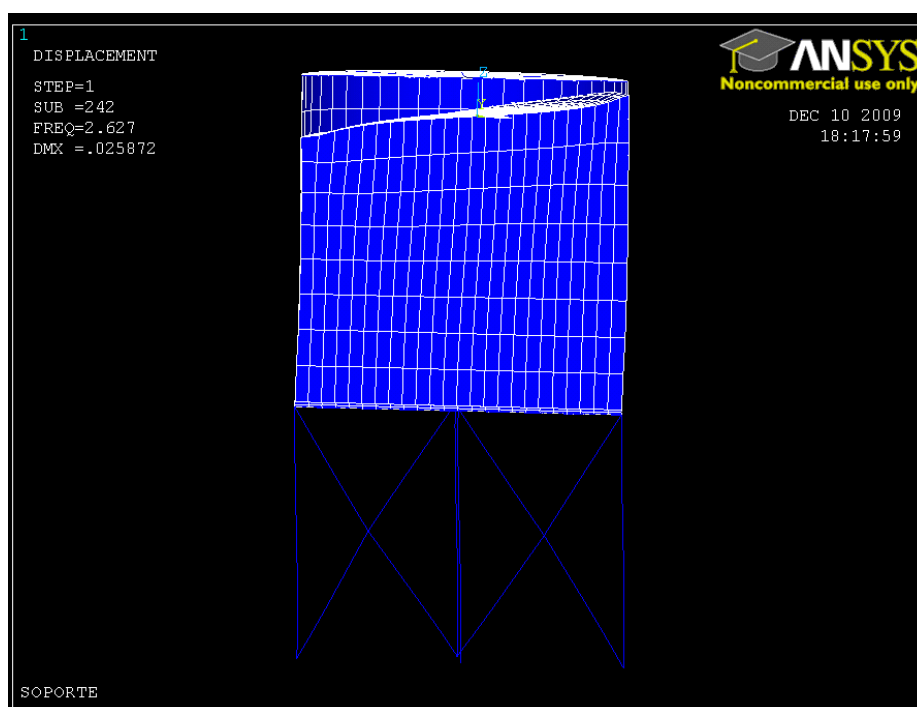 1
DISPLACEMENT
STEP=1
SUB =242
FREQ=2.627
DMX =.025872
ANSYS
Noncommercial use only
DEC 10 2009
18:17:59
Z
Y
SOPORTE